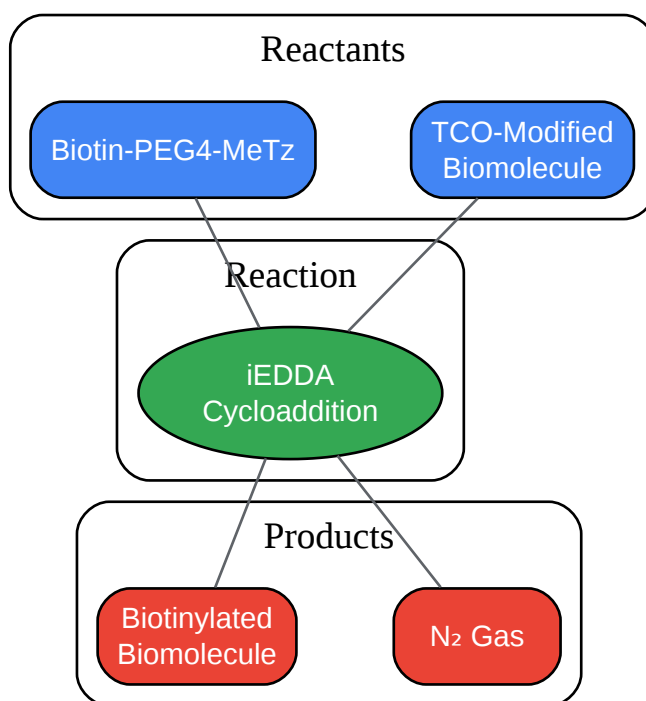 Reactants
Biotin-PEG4-MeTz
TCO-Modified
Biomolecule
Reaction
iEDDA
Cycloaddition
Products
Biotinylated
Biomolecule
N₂ Gas